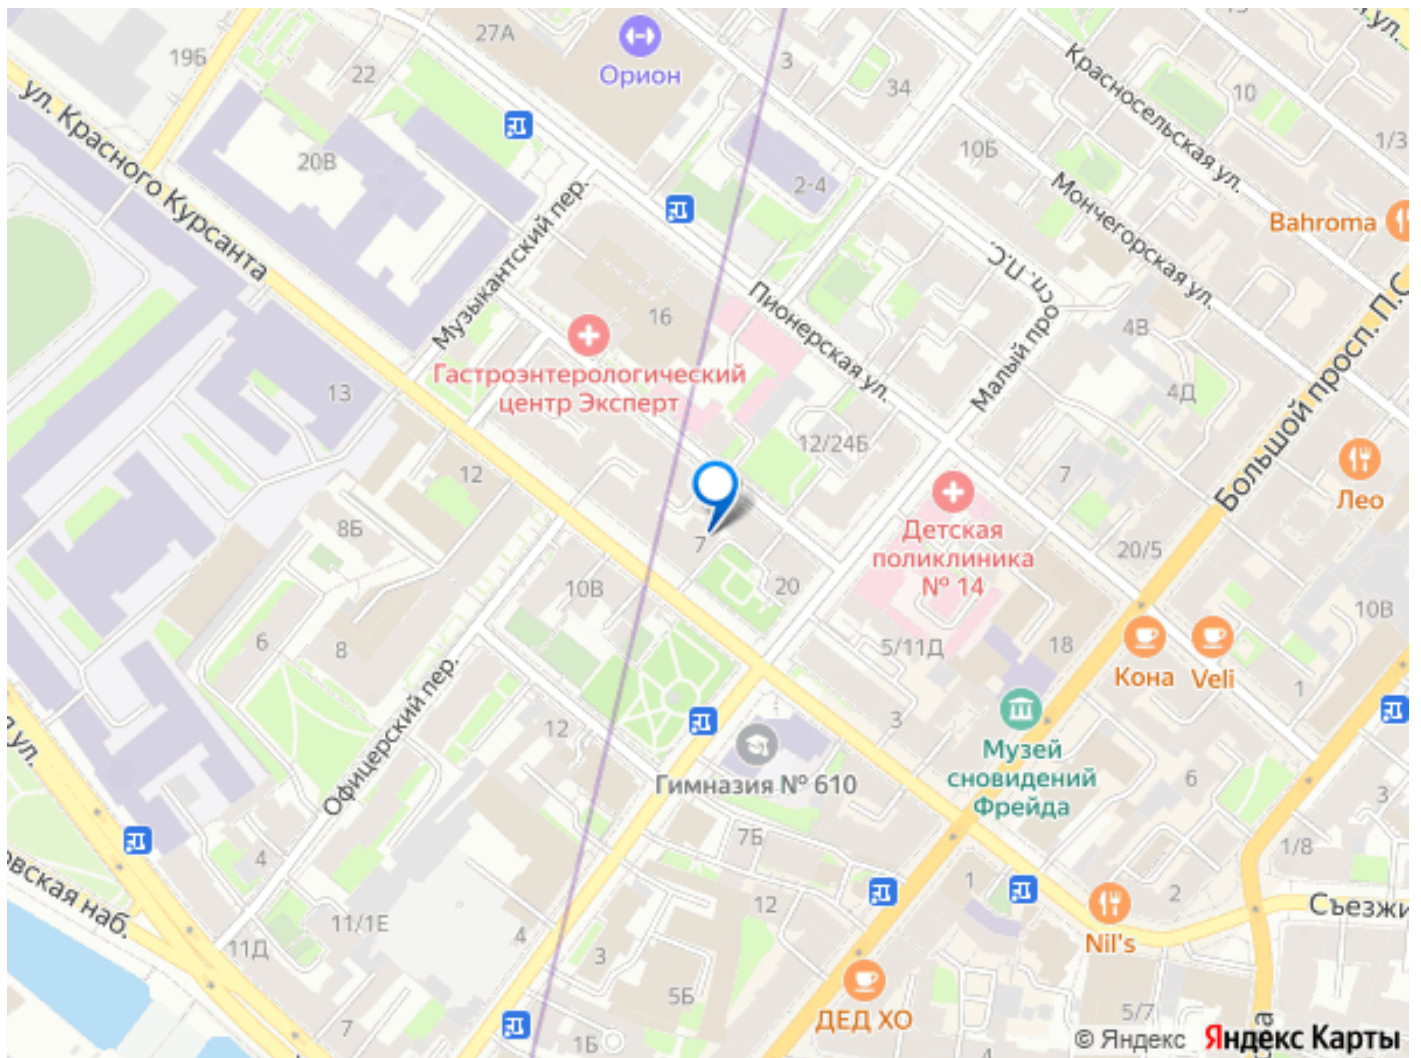 27А
19Б
22
Орион
3
34
Красносельская ул.
10
1/3
ул. Красного Курсанта
20В
2-4
10Б
Мончегорская ул.
Bahroma
Музыкантский пер.
Пионерская ул.
Малый просп. П.С.
Большой просп. П.С
16
4В
4Д
13
Гастроэнтерологический
центр Эксперт
12/24Б
12
7
Лео
8Б
Детская
поликлиника
№ 14
7
20/5
10В
20
10В
6
8
5/11Д
18
Кона
Veli
1
Офицерский пер.
12
3
Музей
сновидений
Фрейда
Гимназия № 610
6
3
ул.
7Б
1/8
4
1
2
12
Съезжи
овская наб.
11/1Е
11Д
4
3
Nil's
5Б
5/7
ДЕД ХО
7
1Б
а
© Яндекс Яндекс Карты